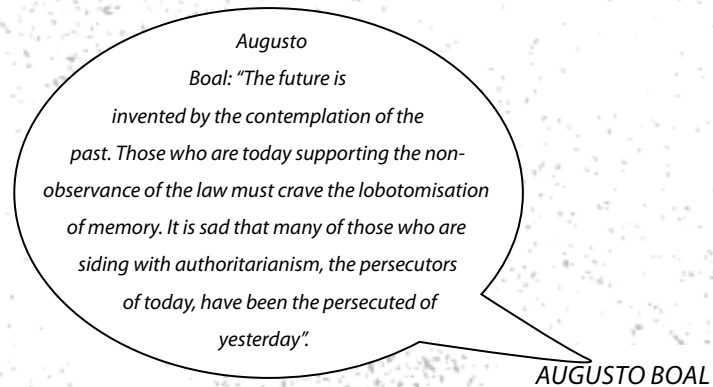 Augusto
Boal: “The future is
invented by the contemplation of the
past. Those who are today supporting the non-
observance of the law must crave the lobotomisation
of memory. It is sad that many of those who are
siding with authoritarianism, the persecutors
of today, have been the persecuted of
yesterday”.
AUGUSTO BOAL